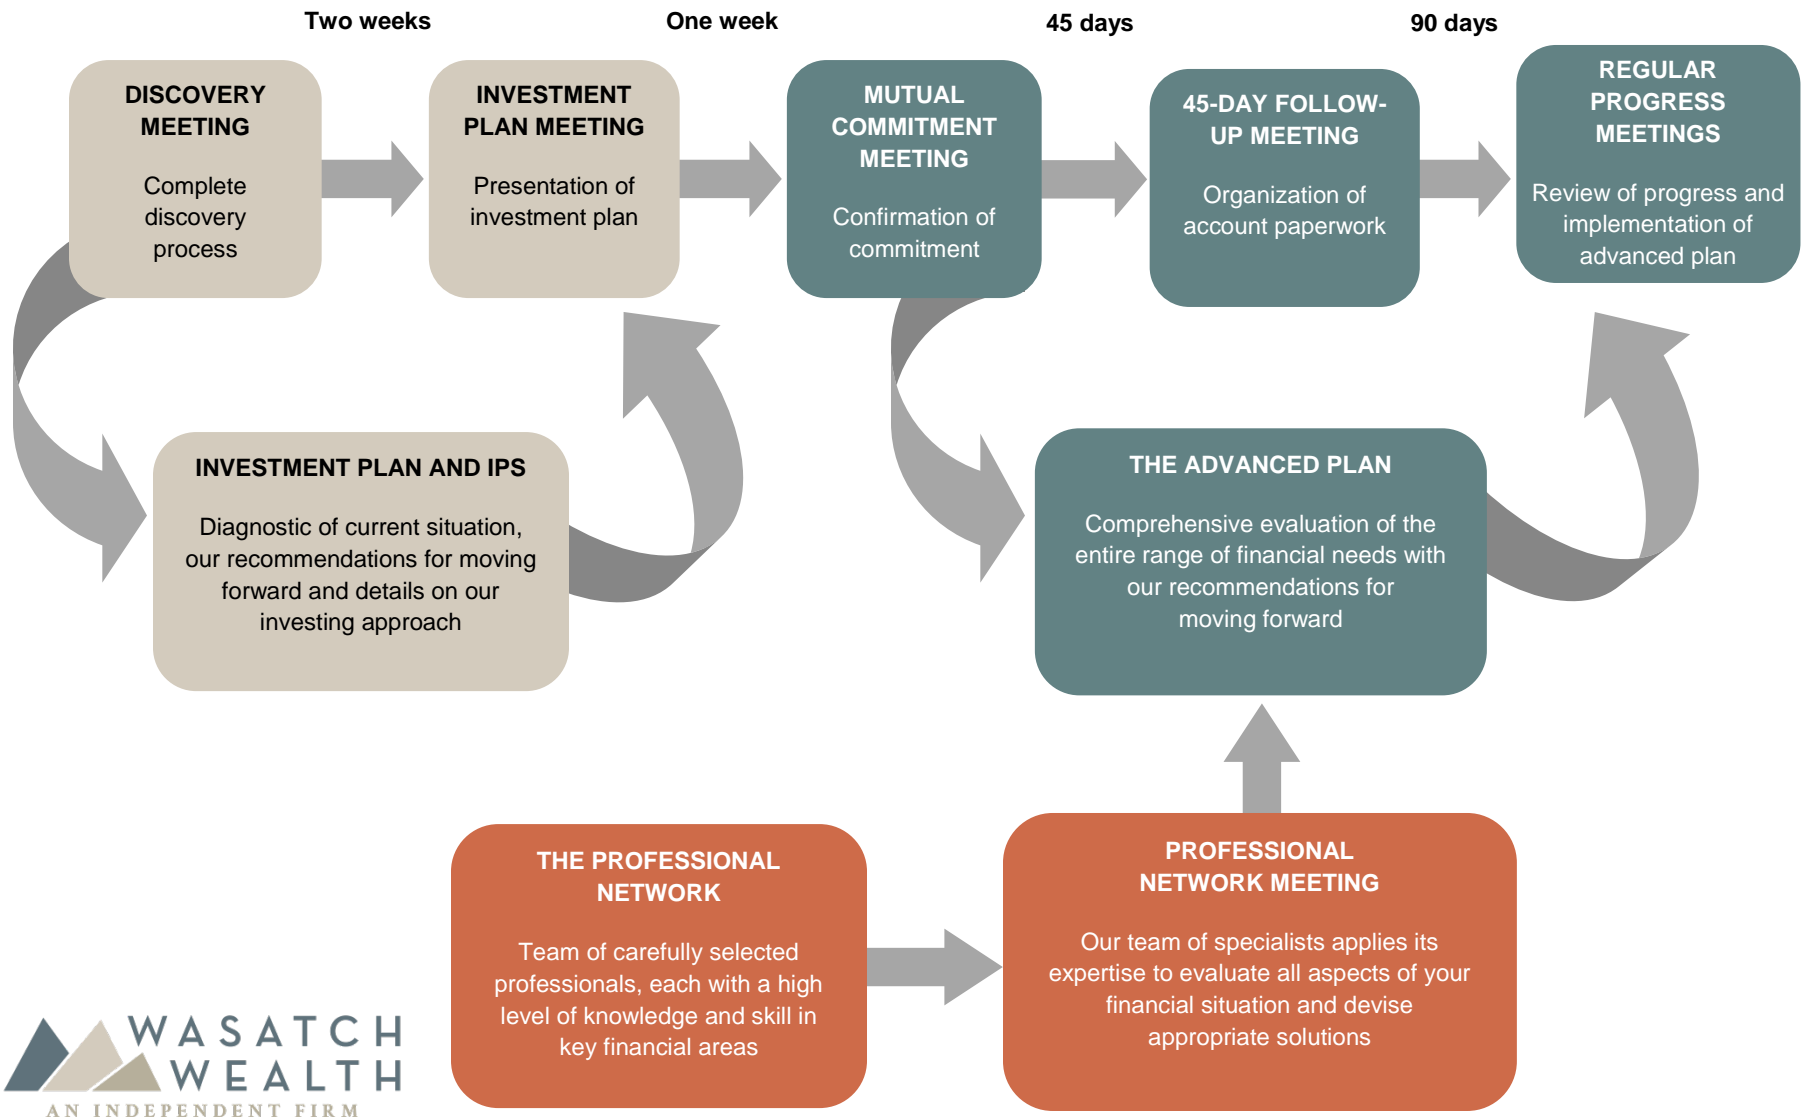 Two weeks
One week
45 days
90 days
DISCOVERY
MEETING
Complete
discovery
process
INVESTMENT
PLAN MEETING
Presentation of
investment plan
MUTUAL
COMMITMENT
MEETING
Confirmation of
commitment
45-DAY FOLLOW-
UP MEETING
Organization of
account paperwork
REGULAR
PROGRESS
MEETINGS
Review of progress and
implementation of
advanced plan
INVESTMENT PLAN AND IPS
Diagnostic of current situation,
our recommendations for moving
forward and details on our
investing approach
THE ADVANCED PLAN
Comprehensive evaluation of the
entire range of financial needs with
our recommendations for
moving forward
THE PROFESSIONAL
NETWORK
Team of carefully selected
professionals, each with a high
level of knowledge and skill in
key financial areas
PROFESSIONAL
NETWORK MEETING
Our team of specialists applies its
expertise to evaluate all aspects of your
financial situation and devise
appropriate solutions
WASATCH
WEALTH
AN INDEPENDENT FIRM